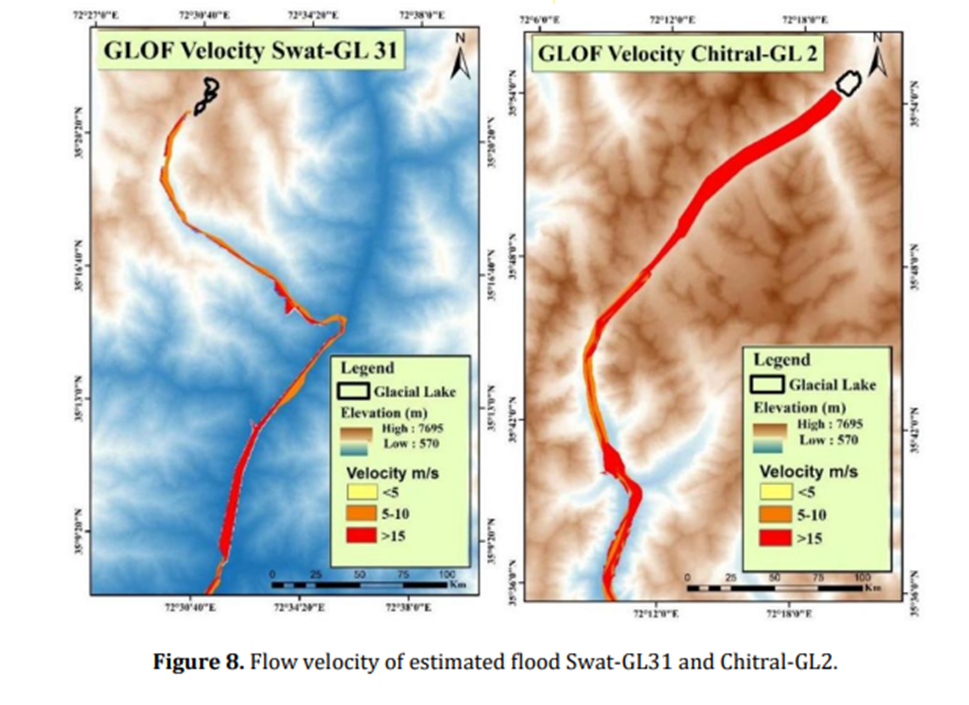 72°27'0"E 72°30'40"E 72°34'20"E 72°38'0"E
GLOF Velocity Swat-GL 31
N
Legend
Glacial Lake
Elevation (m)
High : 7695
Low : 570
Velocity m/s
<5
5-10
>15
0 25 50 75 100
Km
72°30'40"E 72°34'20"E 72°38'0"E
72°6'0"E 72°12'0"E 72°18'0"E
GLOF Velocity Chitral-GL 2
N
Legend
Glacial Lake
Elevation (m)
High : 7695
Low : 570
Velocity m/s
<5
5-10
>15
0 25 50 75 100
Km
72°12'0"E 72°18'0"E
Figure 8. Flow velocity of estimated flood Swat-GL31 and Chitral-GL2.